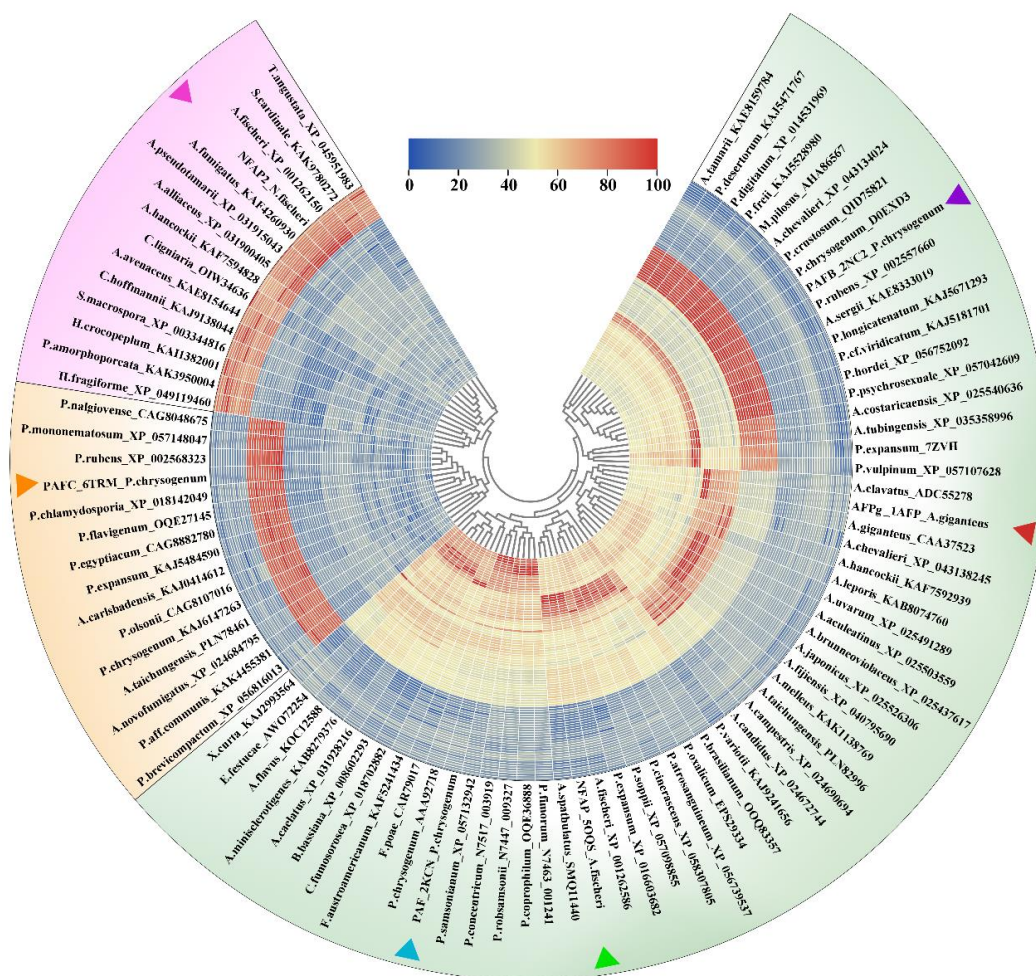 0 20 40 60 80 100
A.tamarii_KAE8159784
P.desertorum_KAJ5471767
P.digitatum_XP_014531969
P.freii_KAJ5528980
M.pilosus_AHA86567
A.chevalieri_XP_043134024
P.crustosum_QID75821
P.chrysogenum_D0EXD3
PAFB_2NC2_P.chrysogenum
P.rubens_XP_002557660
A.sergii_KAE8333019
P.longicatenatum_KAJ5671293
P.cf.viridicatum_KAJ5181701
P.hordei_XP_056752092
P.psychrosexuale_XP_057042609
A.costaricaensis_XP_025540636
A.tubingensis_XP_035358996
P.expansum_7ZVH
P.vulpinum_XP_057107628
A.clavatus_ADC55278
AFPg_1AFP_A.giganteus
A.giganteus_CAA37523
A.chevalieri_XP_043138245
A.hancockii_KAF7592939
A.leporis_KAB8074760
A.uvarum_XP_025491289
A.aculeatinus_XP_025503559
A.brunneoviolaceus_XP_025437617
A.japonicus_XP_025526306
A.fijiensis_XP_040795690
A.melleus_KAK1138769
A.taichungensis_PLN82996
A.campestris_XP_024690694
A.candidus_XP_024672744
P.variotii_KAJ9241656
P.brasilianum_OOQ83357
P.oxalicum_EPS29334
P.atrosanguineum_XP_056739537
P.cinerascens_XP_058307805
P.soppii_XP_057098855
P.expansum_XP_016603682
A.fischeri_XP_001262586
NFAP_5OQS_A.fischeri
A.spathulatus_SMQ11440
P.fimorum_N7463_001241
P.coprophilum_OQE36888
P.robsamsonii_N7447_009327
P.concentricum_N7517_003919
P.samsonianum_XP_057132942
PAF_2KCN_P.chrysogenum
P.chrysogenum_AAA92718
F.poae_CAR79017
F.austroamericanum_KAF5241434
C.fumosorosea_XP_018702882
B.bassiana_XP_008602293
A.caelatus_XP_031928216
A.minisclerotigenes_KAB8279376
A.flavus_KOC12588
E.festucae_AWO72254
X.curta_KAJ2993564
P.brevicompactum_XP_056816013
P.aff.communis_KAK4455381
A.novofumigatus_XP_024684795
A.taichungensis_PLN78461
P.chrysogenum_KAJ6147263
P.olsonii_CAG8107016
A.carlsbadensis_KAJ0414612
P.expansum_KAJ5484590
P.egyptiacum_CAG8882780
P.flavigenum_OQE27145
P.chlamydosporia_XP_018142049
PAFC_6TRM_P.chrysogenum
P.rubens_XP_002568323
P.mononematosum_XP_057148047
P.nalgiovense_CAG8048675
H.fragiforme_XP_049119460
P.amorphoporcata_KAK3950004
H.crocopeplum_KAI1382001
S.macrospora_XP_003344816
C.hoffmannii_KAJ9138044
A.avenaceus_KAE8154644
C.ligniaria_OIW34636
A.hancockii_KAF7594828
A.alliaceus_XP_031900405
A.pseudotamarii_XP_031915043
A.fumigatus_KAF4260930
NFAP2_N.fischeri
A.fischeri_XP_001262150
S.cardinale_KAK9780772
T.angustata_XP_045951983